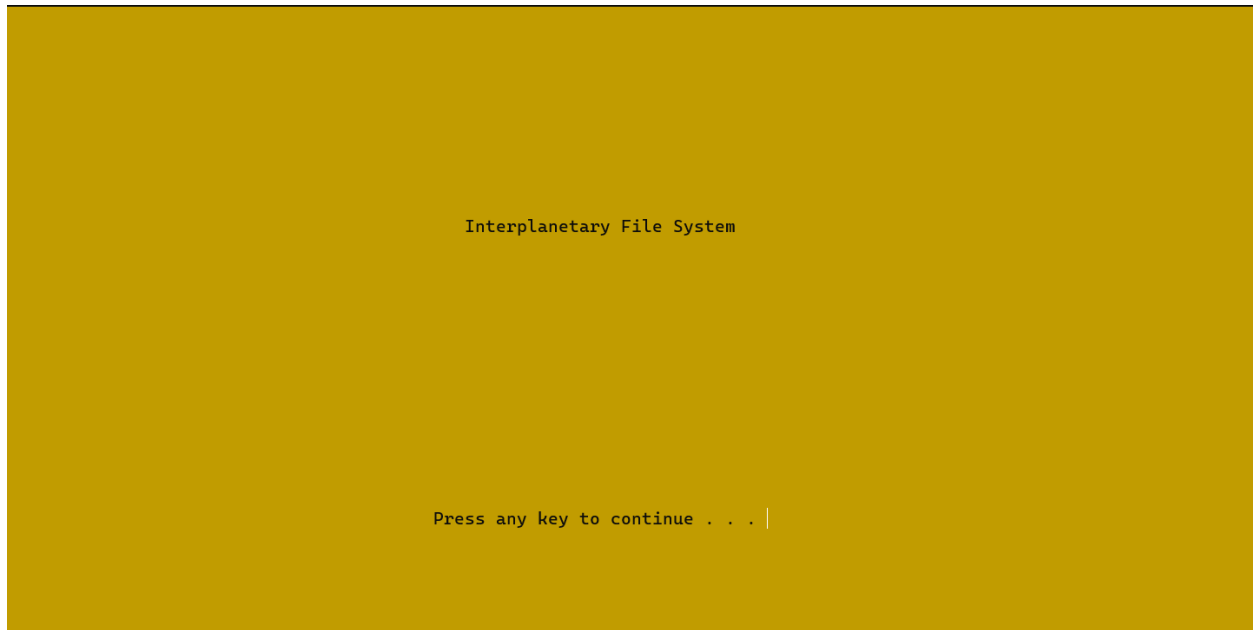 Interplanetary File System
Press any key to continue . . .